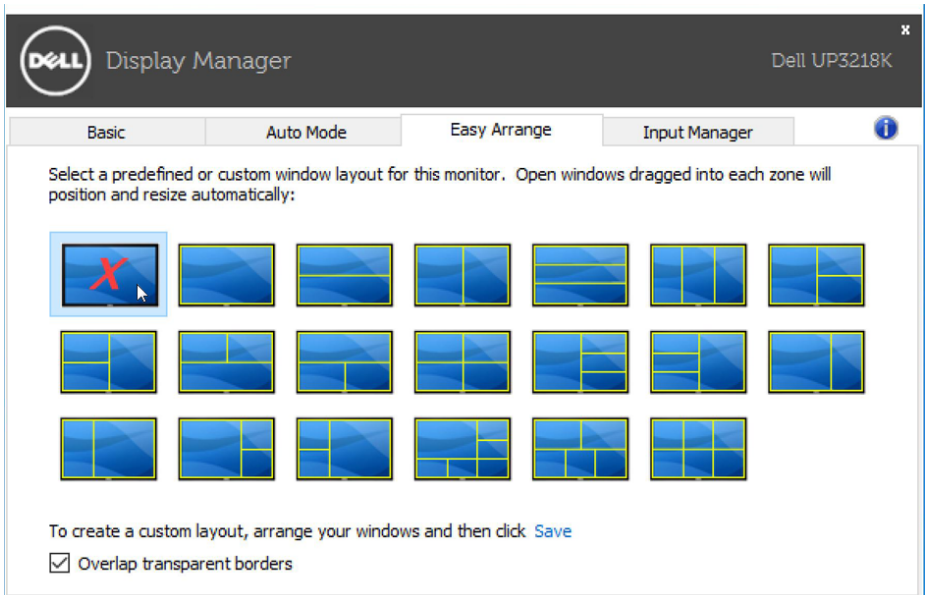 DELL Display Manager
x
Dell UP3218K
Basic
Auto Mode
Easy Arrange
Input Manager
i
Select a predefined or custom window layout for this monitor. Open windows dragged into each zone will
position and resize automatically:
X
To create a custom layout, arrange your windows and then click Save
Overlap transparent borders